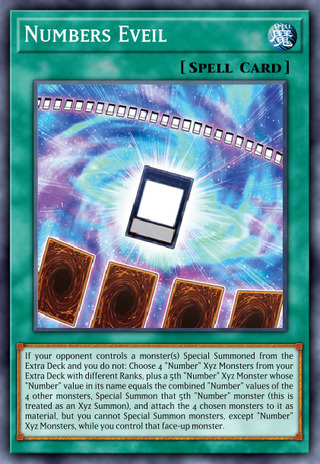 Numbers Eveil
魔
[Spell Card]
If your opponent controls a monster(s) Special Summoned from the
Extra Deck and you do not: Choose 4 "Number" Xyz Monsters from your
Extra Deck with different Ranks, plus a 5th "Number" Xyz Monster whose
"Number" value in its name equals the combined "Number" values of the
4 other monsters, Special Summon that 5th "Number" monster (this is
treated as an Xyz Summon), and attach the 4 chosen monsters to it as
material, but you cannot Special Summon monsters, except "Number"
Xyz Monsters, while you control that face-up monster.